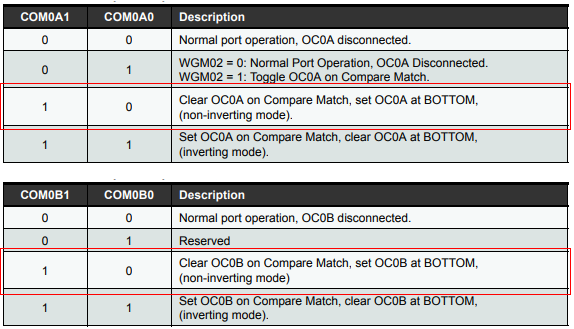 COM0A1 COM0A0 Description
0 0 Normal port operation, OC0A disconnected.
0 1 WGM02 = 0: Normal Port Operation, OC0A Disconnected.
WGM02 = 1: Toggle OC0A on Compare Match.
1 0 Clear OC0A on Compare Match, set OC0A at BOTTOM,
(non-inverting mode).
1 1 Set OC0A on Compare Match, clear OC0A at BOTTOM,
(inverting mode).
COM0B1 COM0B0 Description
0 0 Normal port operation, OC0B disconnected.
0 1 Reserved
1 0 Clear OC0B on Compare Match, set OC0B at BOTTOM,
(non-inverting mode)
1 1 Set OC0B on Compare Match, clear OC0B at BOTTOM,
(inverting mode).